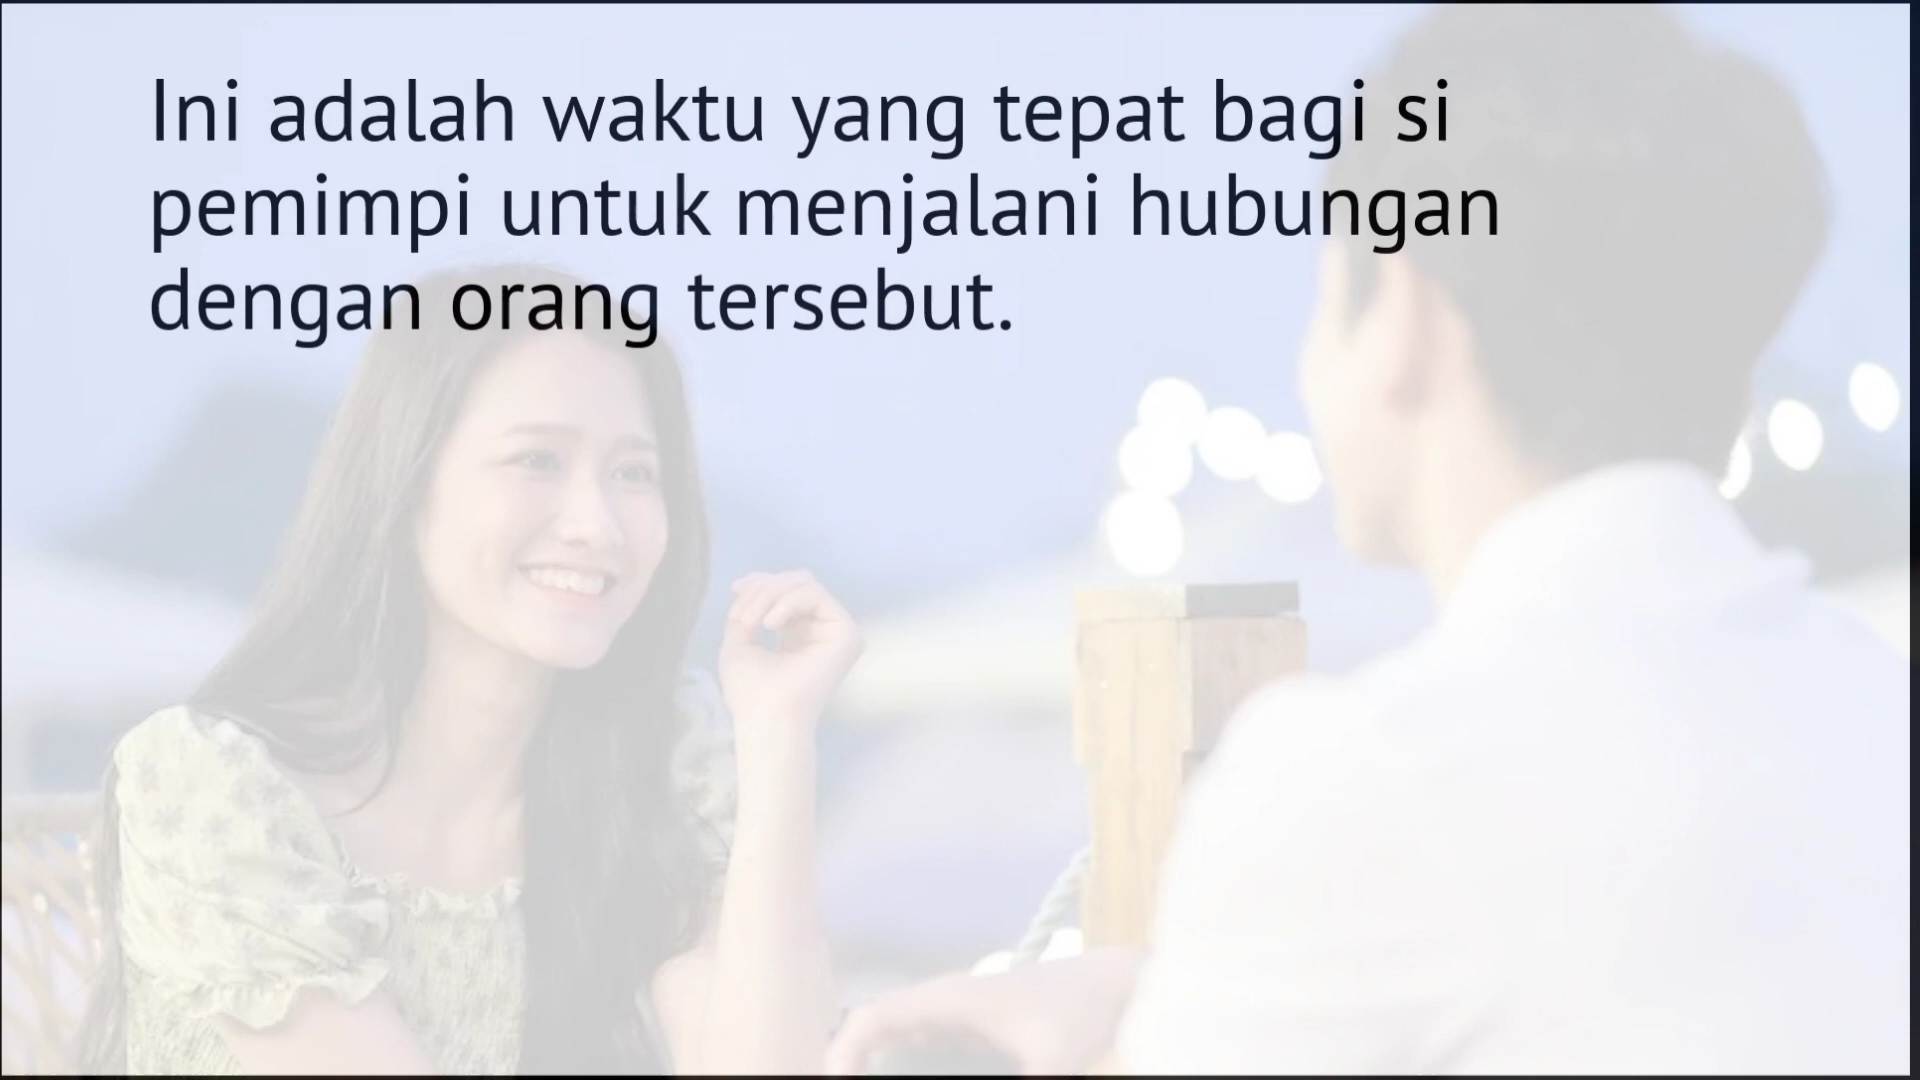 Ini adalah waktu yang tepat bagi si
pemimpi untuk menjalani hubungan
dengan orang tersebut.